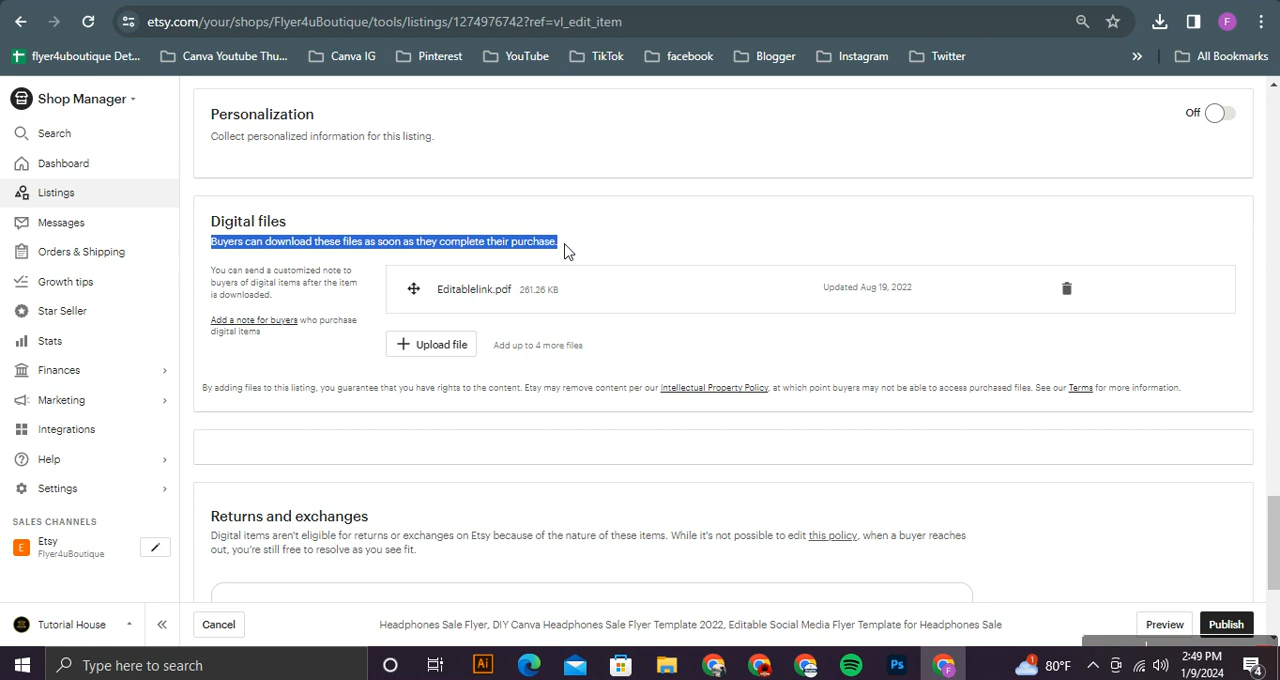 etsy.com/your/shops/Flyer4uBoutique/tools/listings/1274976742?ref=vl_edit_item
F
flyer4uboutique Det...
Canva Youtube Thu...
Canva IG
Pinterest
YouTube
TikTok
facebook
Blogger
Instagram
Twitter
»
All Bookmarks
Shop Manager
Search
Dashboard
Listings
Messages
Orders & Shipping
Growth tips
Star Seller
Stats
Finances
Marketing
Integrations
Help
Settings
SALES CHANNELS
E
Etsy
Flyer4uBoutique
Tutorial House
«
Personalization
Off
Collect personalized information for this listing.
Digital files
Buyers can download these files as soon as they complete their purchase.
You can send a customized note to
buyers of digital items after the item
is downloaded.
Add a note for buyers who purchase
digital items
Editablelink.pdf 261.26 KB
Updated Aug 19, 2022
+ Upload file
Add up to 4 more files
By adding files to this listing, you guarantee that you have rights to the content. Etsy may remove content per our Intellectual Property Policy, at which point buyers may not be able to access purchased files. See our Terms for more information.
Returns and exchanges
Digital items aren't eligible for returns or exchanges on Etsy because of the nature of these items. While it's not possible to edit this policy, when a buyer reaches
out, you're still free to resolve as you see fit.
Cancel
Headphones Sale Flyer, DIY Canva Headphones Sale Flyer Template 2022, Editable Social Media Flyer Template for Headphones Sale
Preview
Publish
Type here to search
Ai
Ps
F
1
80°F
2:49 PM
1/9/2024
4